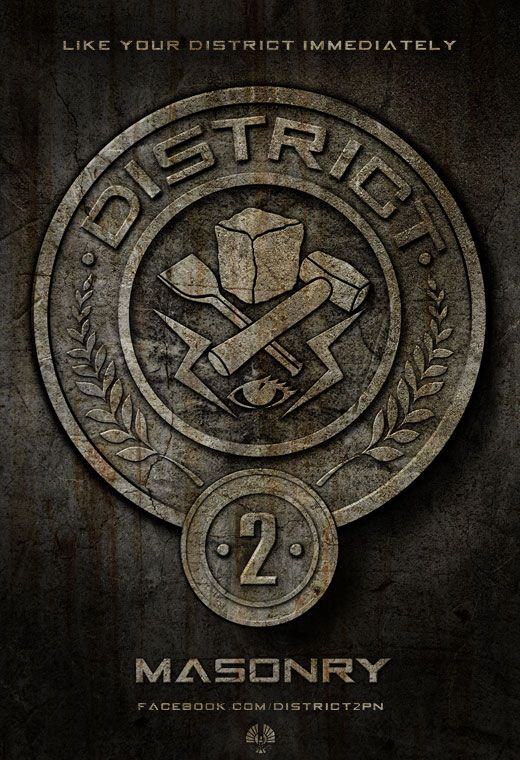 LIKE YOUR DISTRICT IMMEDIATELY
DISTRICT
2
MASONRY
FACEBOOK.COM/DISTRICT2PN